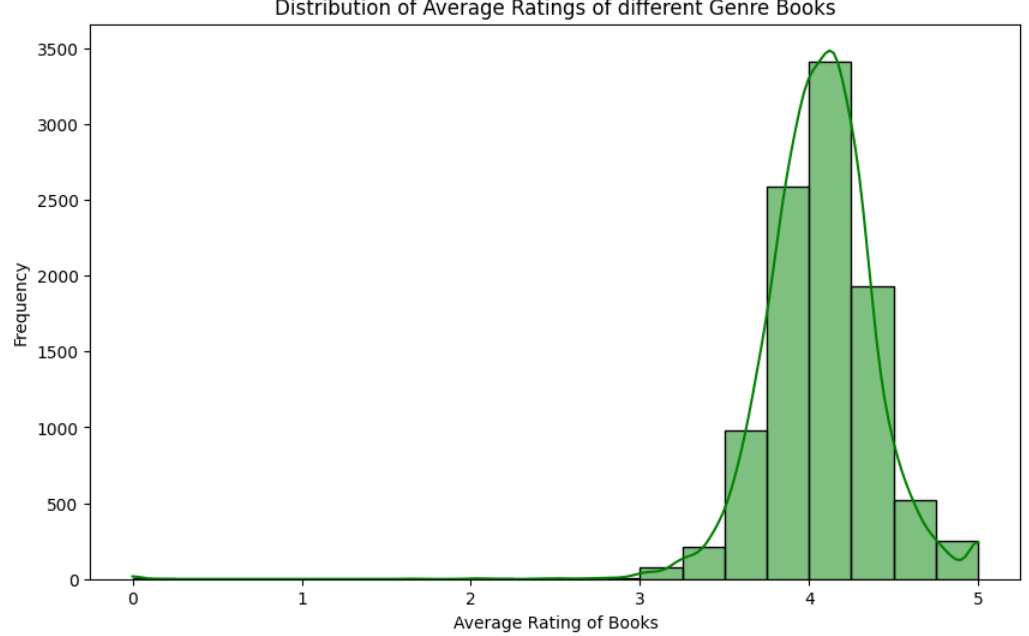 Distribution of Average Ratings of different Genre Books
3500
3000
2500
2000
1500
1000
500
0
Frequency
0 1 2 3 4 5
Average Rating of Books